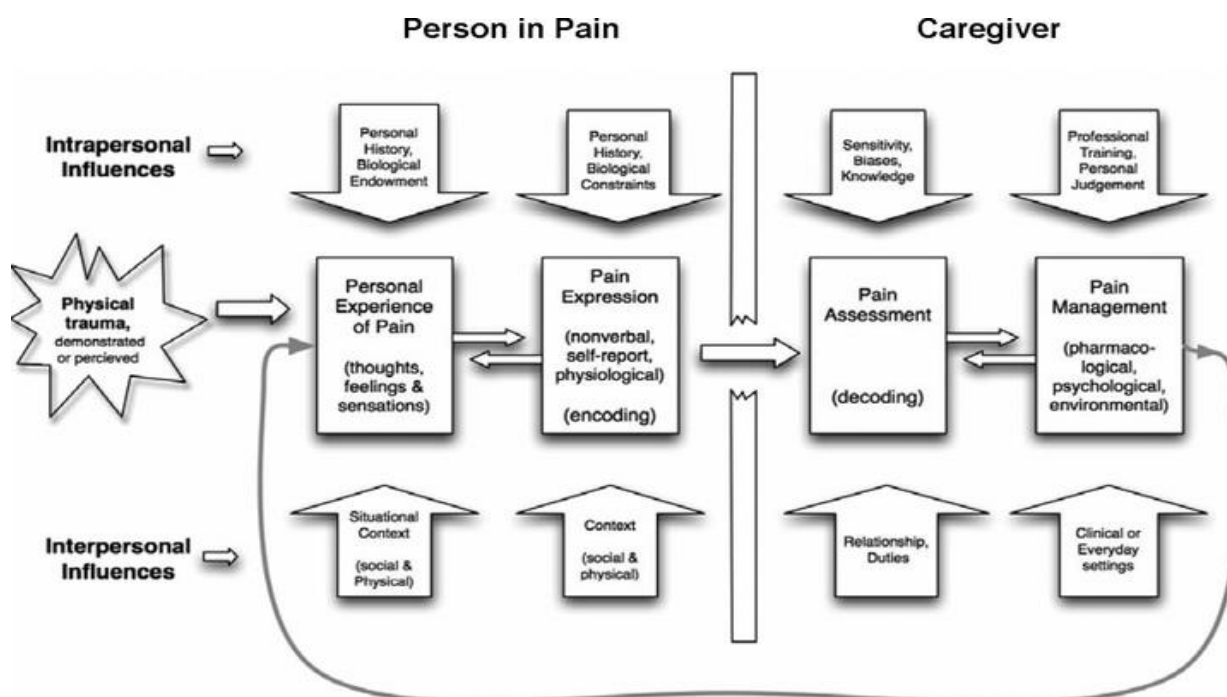 Person in Pain
Caregiver
Intrapersonal
Influences
Personal
History,
Biological
Endowment
Personal
History,
Biological
Constraints
Sensitivity,
Biases,
Knowledge
Professional
Training,
Personal
Judgement
Physical
trauma,
demonstrated
or percieved
Personal
Experience
of Pain
(thoughts,
feelings &
sensations)
Pain
Expression
(nonverbal,
self-report,
physiological)
(encoding)
Pain
Assessment
(decoding)
Pain
Management
(pharmaco-
logical,
psychological,
environmental)
Interpersonal
Influences
Situational
Context
(social &
Physical)
Context
(social &
physical)
Relationship,
Duties
Clinical or
Everyday
settings